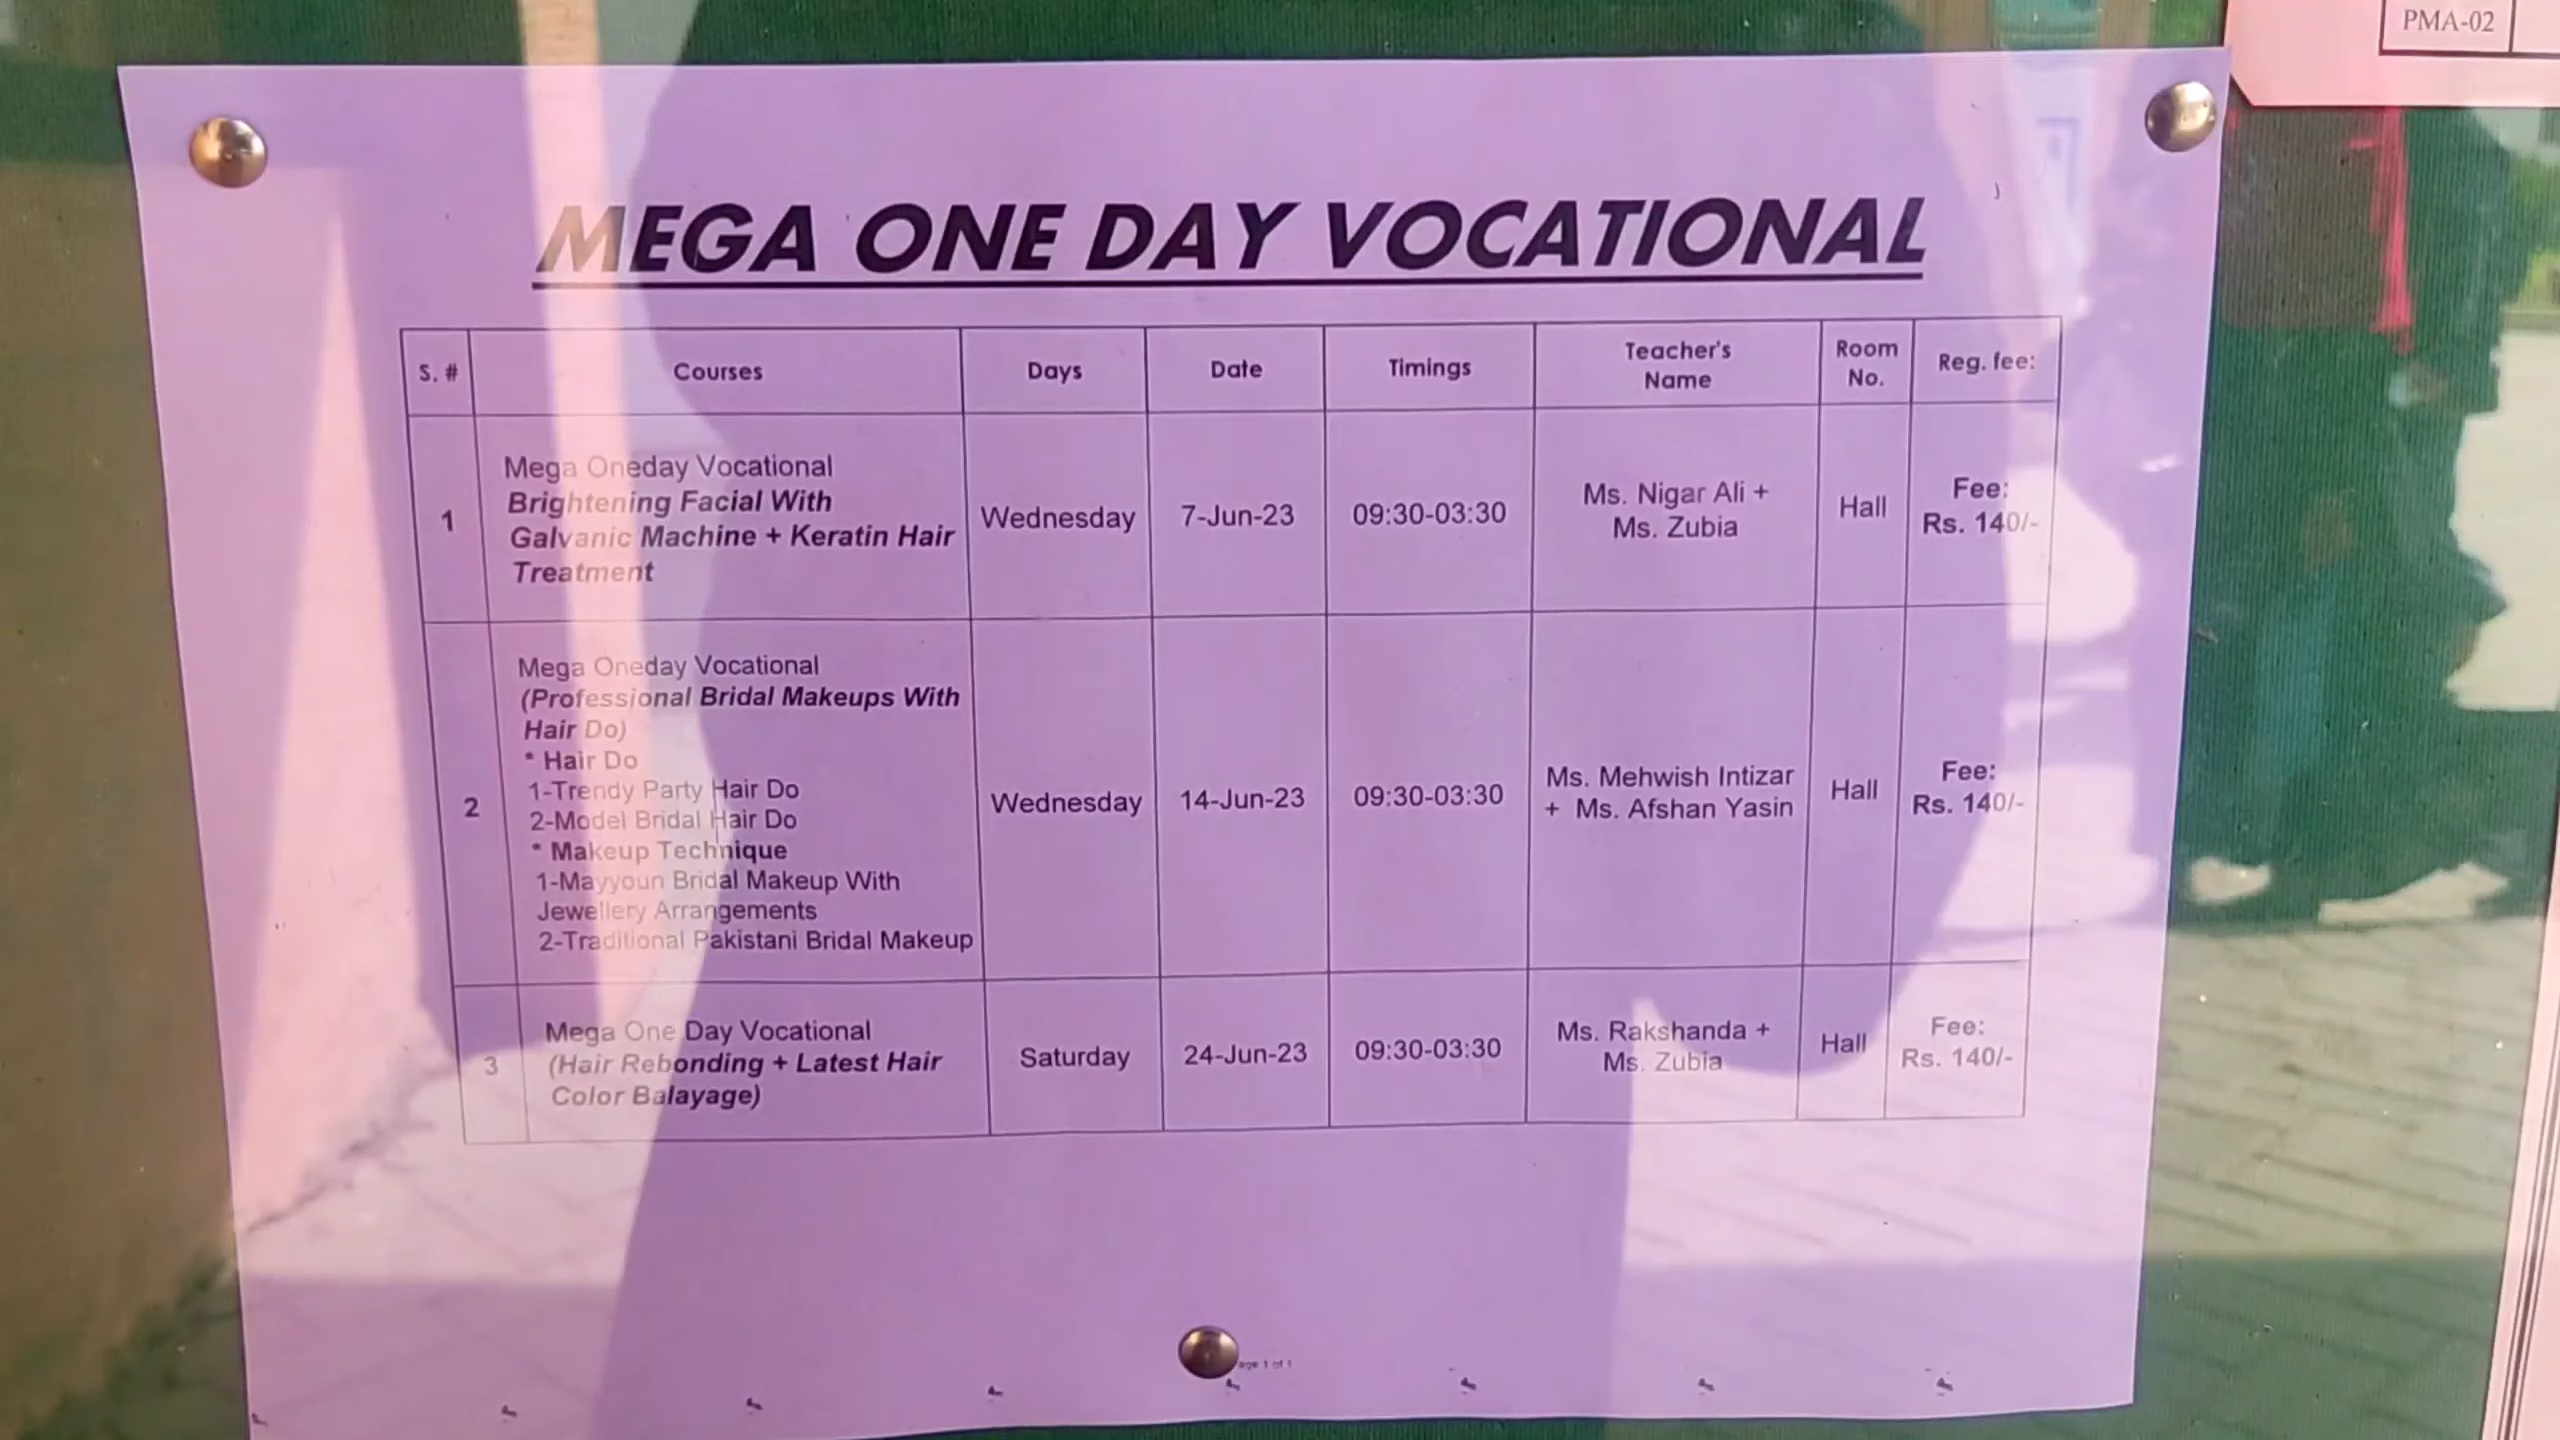 PMA-02
MEGA ONE DAY VOCATIONAL
S. #
Courses
Days
Date
Timings
Teacher's
Name
Room
No.
Reg. fee:
1
Mega Oneday Vocational
Brightening Facial With
Galvanic Machine + Keratin Hair
Treatment
Wednesday
7-Jun-23
09:30-03:30
Ms. Nigar Ali +
Ms. Zubia
Hall
Fee:
Rs. 140/-
2
Mega Oneday Vocational
(Professional Bridal Makeups With
Hair Do)
* Hair Do
1-Trendy Party Hair Do
2-Model Bridal Hair Do
* Makeup Technique
1-Mayyoun Bridal Makeup With
Jewellery Arrangements
2-Traditional Pakistani Bridal Makeup
Wednesday
14-Jun-23
09:30-03:30
Ms. Mehwish Intizar
+ Ms. Afshan Yasin
Hall
Fee:
Rs. 140/-
3
Mega One Day Vocational
(Hair Rebonding + Latest Hair
Color Balayage)
Saturday
24-Jun-23
09:30-03:30
Ms. Rakshanda +
Ms. Zubia
Hall
Fee:
Rs. 140/-
age 1 of 1